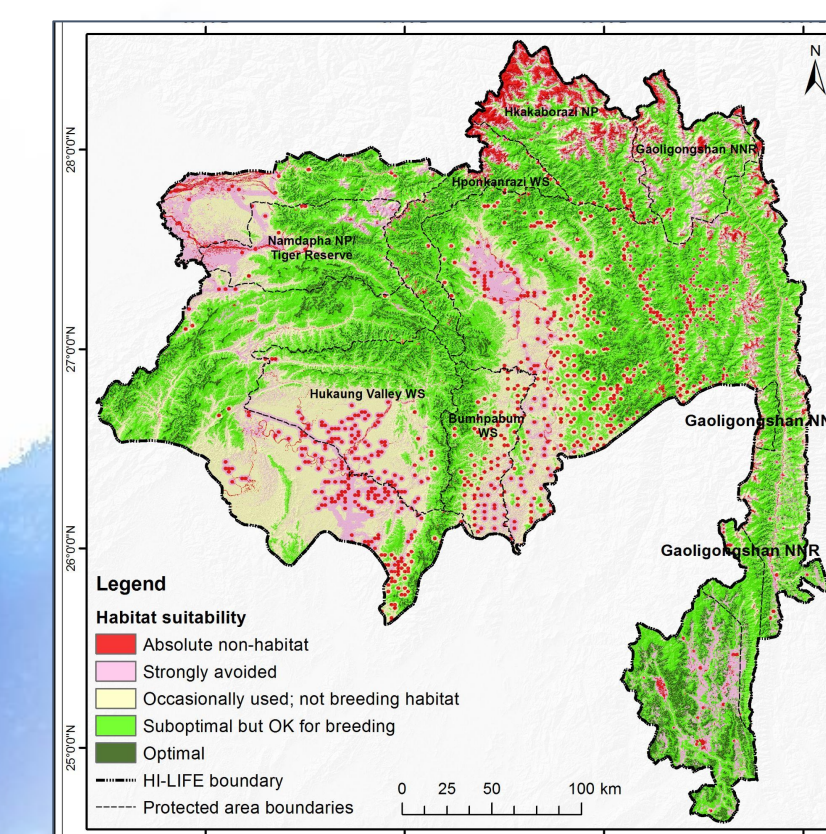 N
28°0'0"N
27°0'0"N
26°0'0"N
25°0'0"N
Hkakaborazi NP
Gaoligongshan NNR
Hponkanrazi WS
Namdapha NP/
Tiger Reserve
Hukaung Valley WS
Bumhpabum
WS
Gaoligongshan NN
Gaoligongshan NNR
Legend
Habitat suitability
Absolute non-habitat
Strongly avoided
Occasionally used; not breeding habitat
Suboptimal but OK for breeding
Optimal
HI-LIFE boundary
Protected area boundaries
0 25 50 100 km